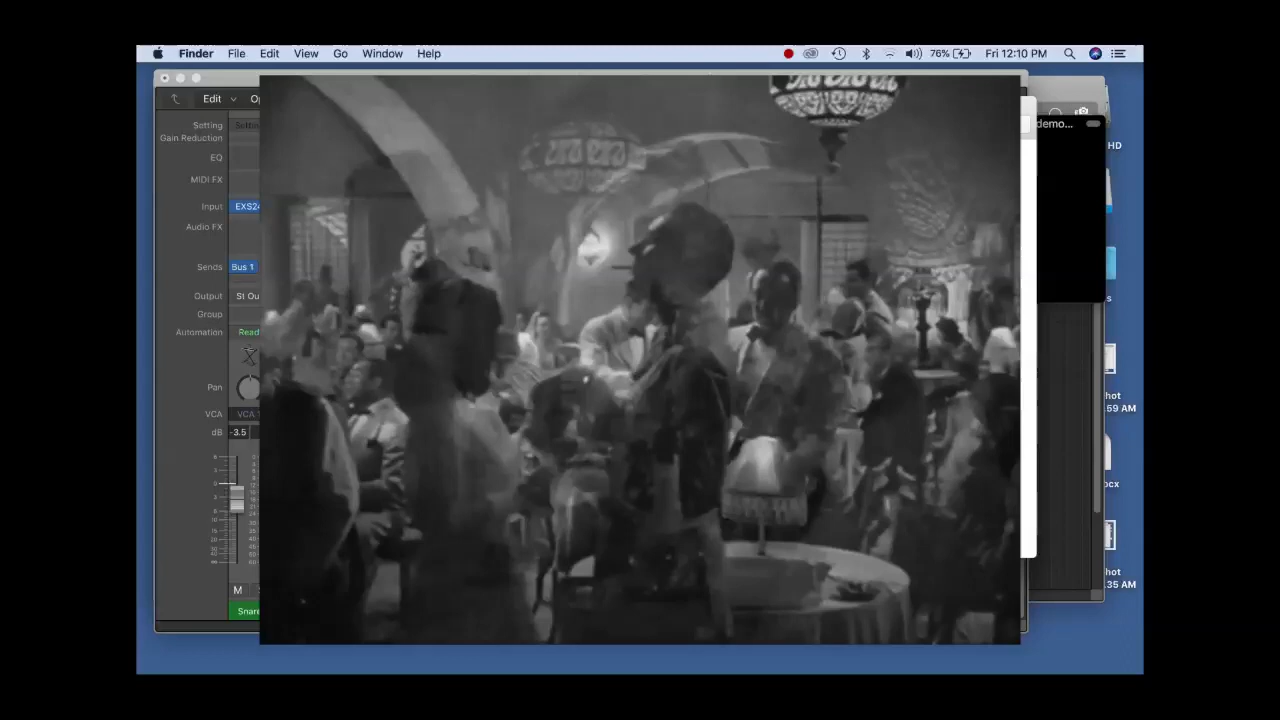 Finder File Edit View Go Window Help 76% Fri 12:10 PM
Edit
demo...
Setting
Gain Reduction
HD
EQ
MIDI FX
Input EXS24
Audio FX
Sends Bus 1
Output St Ou
Group
Automation Read
Pan
hot
59 AM
VCA VCA
dB -3.5
ocx
hot
35 AM
M
Snare